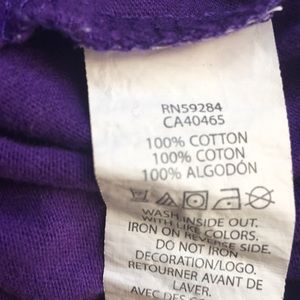 RN59284
CA40465
100% COTTON
100% COTON
100% ALGODÓN
WASH INSIDE OUT.
WITH LIKE COLORS.
IRON ON REVERSE SIDE.
DO NOT IRON
DECORATION/LOGO.
RETOURNER AVANT DE
LAVER.
AVEC DES